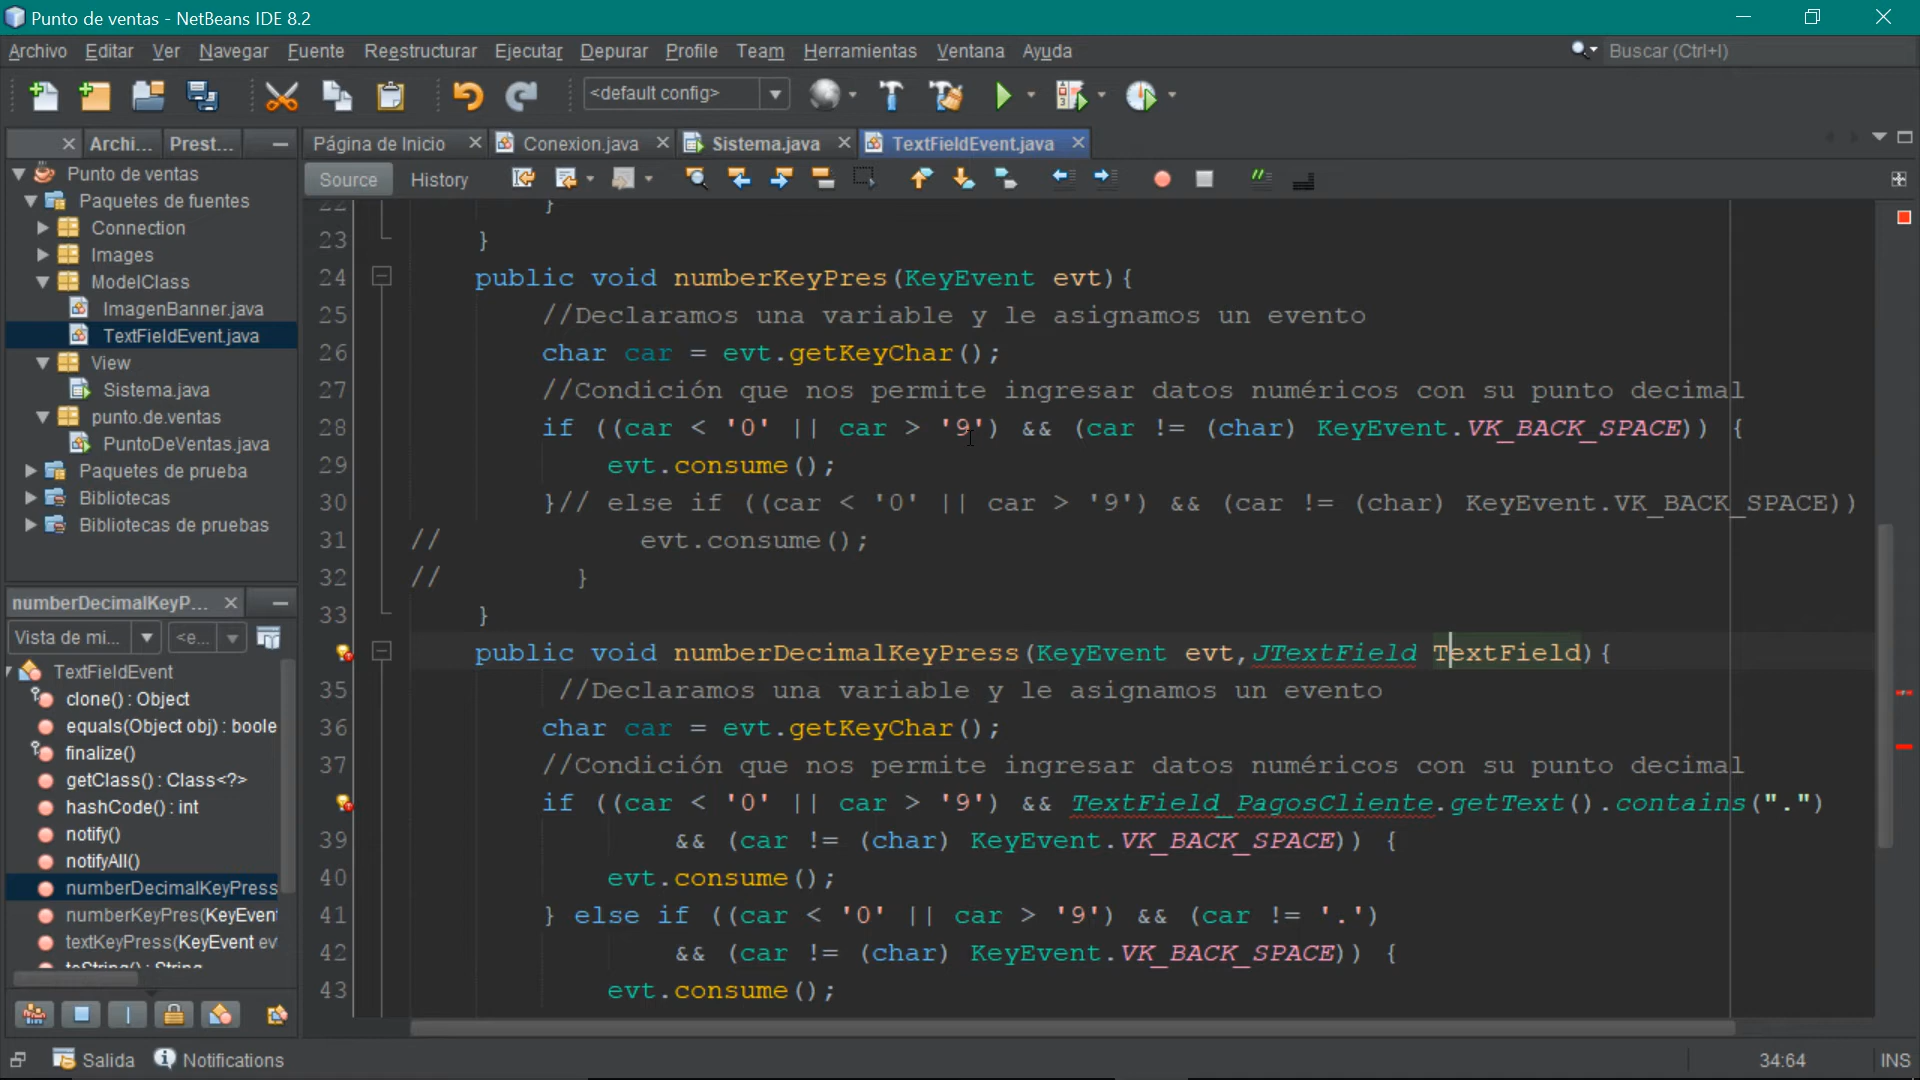 Punto de ventas - NetBeans IDE 8.2
Archivo Editar Ver Navegar Fuente Reestructurar Ejecutar Depurar Profile Team Herramientas Ventana Ayuda
Buscar (Ctrl+I)
<default config>
Archi... Prest...
Página de Inicio Conexion.java Sistema.java TextFieldEvent.java
Source History
Punto de ventas
Paquetes de fuentes
Connection
Images
ModelClass
ImagenBanner.java
TextFieldEvent.java
View
Sistema.java
punto.de.ventas
PuntoDeVentas.java
Paquetes de prueba
Bibliotecas
Bibliotecas de pruebas
numberDecimalKeyP...
Vista de mi... <e...
TextFieldEvent
clone() : Object
equals(Object obj) : boole
finalize()
getClass() : Class<?>
hashCode() : int
notify()
notifyAll()
numberDecimalKeyPress
numberKeyPres(KeyEvent
textKeyPress(KeyEvent ev
toString() : String
22 }
23 }
24 public void numberKeyPres(KeyEvent evt){
25 //Declaramos una variable y le asignamos un evento
26 char car = evt.getKeyChar();
27 //Condición que nos permite ingresar datos numéricos con su punto decimal
28 if ((car < '0' || car > '9') && (car != (char) KeyEvent.VK_BACK_SPACE)) {
29 evt.consume();
30 }// else if ((car < '0' || car > '9') && (car != (char) KeyEvent.VK_BACK_SPACE))
31 // evt.consume();
32 // }
33 }
public void numberDecimalKeyPress(KeyEvent evt,JTextField TextField){
35 //Declaramos una variable y le asignamos un evento
36 char car = evt.getKeyChar();
37 //Condición que nos permite ingresar datos numéricos con su punto decimal
if ((car < '0' || car > '9') && TextField_PagosCliente.getText().contains(".")
39 && (car != (char) KeyEvent.VK_BACK_SPACE)) {
40 evt.consume();
41 } else if ((car < '0' || car > '9') && (car != '.')
42 && (car != (char) KeyEvent.VK_BACK_SPACE)) {
43 evt.consume();
Salida Notifications
34:64 INS